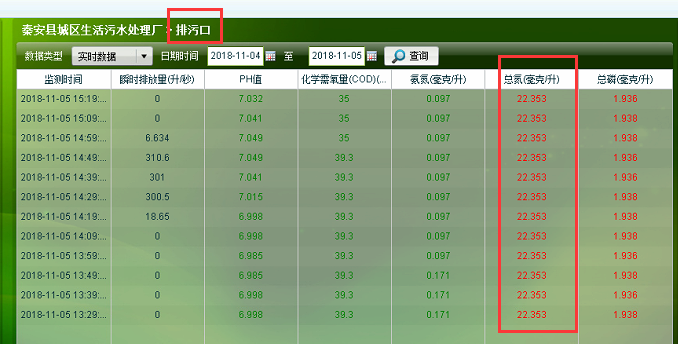 秦安县城区生活污水处理厂 - 排污口
数据类型 实时数据 日期时间 2018-11-04 至 2018-11-05 查询
监测时间 瞬时排放量(升/秒) PH值 化学需氧量(COD)(... 氨氮(毫克/升) 总氮(毫克/升) 总磷(毫克/升)
2018-11-05 15:19:... 0 7.032 35 0.097 22.353 1.936
2018-11-05 15:09:... 0 7.041 35 0.097 22.353 1.938
2018-11-05 14:59:... 6.634 7.049 35 0.097 22.353 1.938
2018-11-05 14:49:... 310.6 7.049 39.3 0.097 22.353 1.936
2018-11-05 14:39:... 301 7.041 39.3 0.097 22.353 1.938
2018-11-05 14:29:... 300.5 7.015 39.3 0.097 22.353 1.938
2018-11-05 14:19:... 18.65 6.998 39.3 0.097 22.353 1.938
2018-11-05 14:09:... 0 6.998 39.3 0.097 22.353 1.938
2018-11-05 13:59:... 0 6.985 39.3 0.097 22.353 1.936
2018-11-05 13:49:... 0 6.985 39.3 0.171 22.353 1.938
2018-11-05 13:39:... 0 6.998 39.3 0.171 22.353 1.936
2018-11-05 13:29:... 0 6.998 39.3 0.171 22.353 1.938